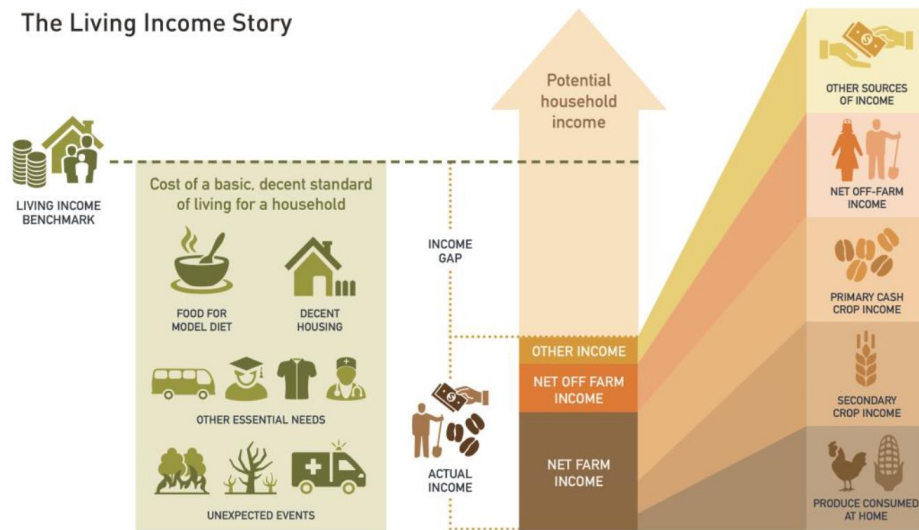 The Living Income Story
LIVING INCOME
BENCHMARK
Cost of a basic, decent standard
of living for a household
FOOD FOR
MODEL DIET
DECENT
HOUSING
OTHER ESSENTIAL NEEDS
UNEXPECTED EVENTS
INCOME
GAP
ACTUAL
INCOME
Potential
household
income
OTHER INCOME
NET OFF FARM
INCOME
NET FARM
INCOME
OTHER SOURCES
OF INCOME
NET OFF-FARM
INCOME
PRIMARY CASH
CROP INCOME
SECONDARY
CROP INCOME
PRODUCE CONSUMED
AT HOME